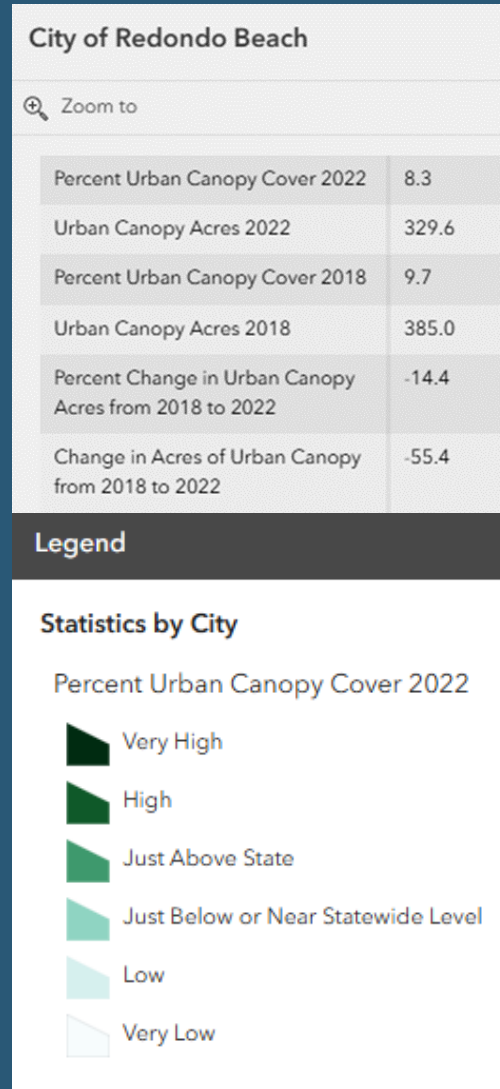 City of Redondo Beach
Zoom to
Percent Urban Canopy Cover 2022 8.3
Urban Canopy Acres 2022 329.6
Percent Urban Canopy Cover 2018 9.7
Urban Canopy Acres 2018 385.0
Percent Change in Urban Canopy -14.4
Acres from 2018 to 2022
Change in Acres of Urban Canopy -55.4
from 2018 to 2022
Legend
Statistics by City
Percent Urban Canopy Cover 2022
Very High
High
Just Above State
Just Below or Near Statewide Level
Low
Very Low